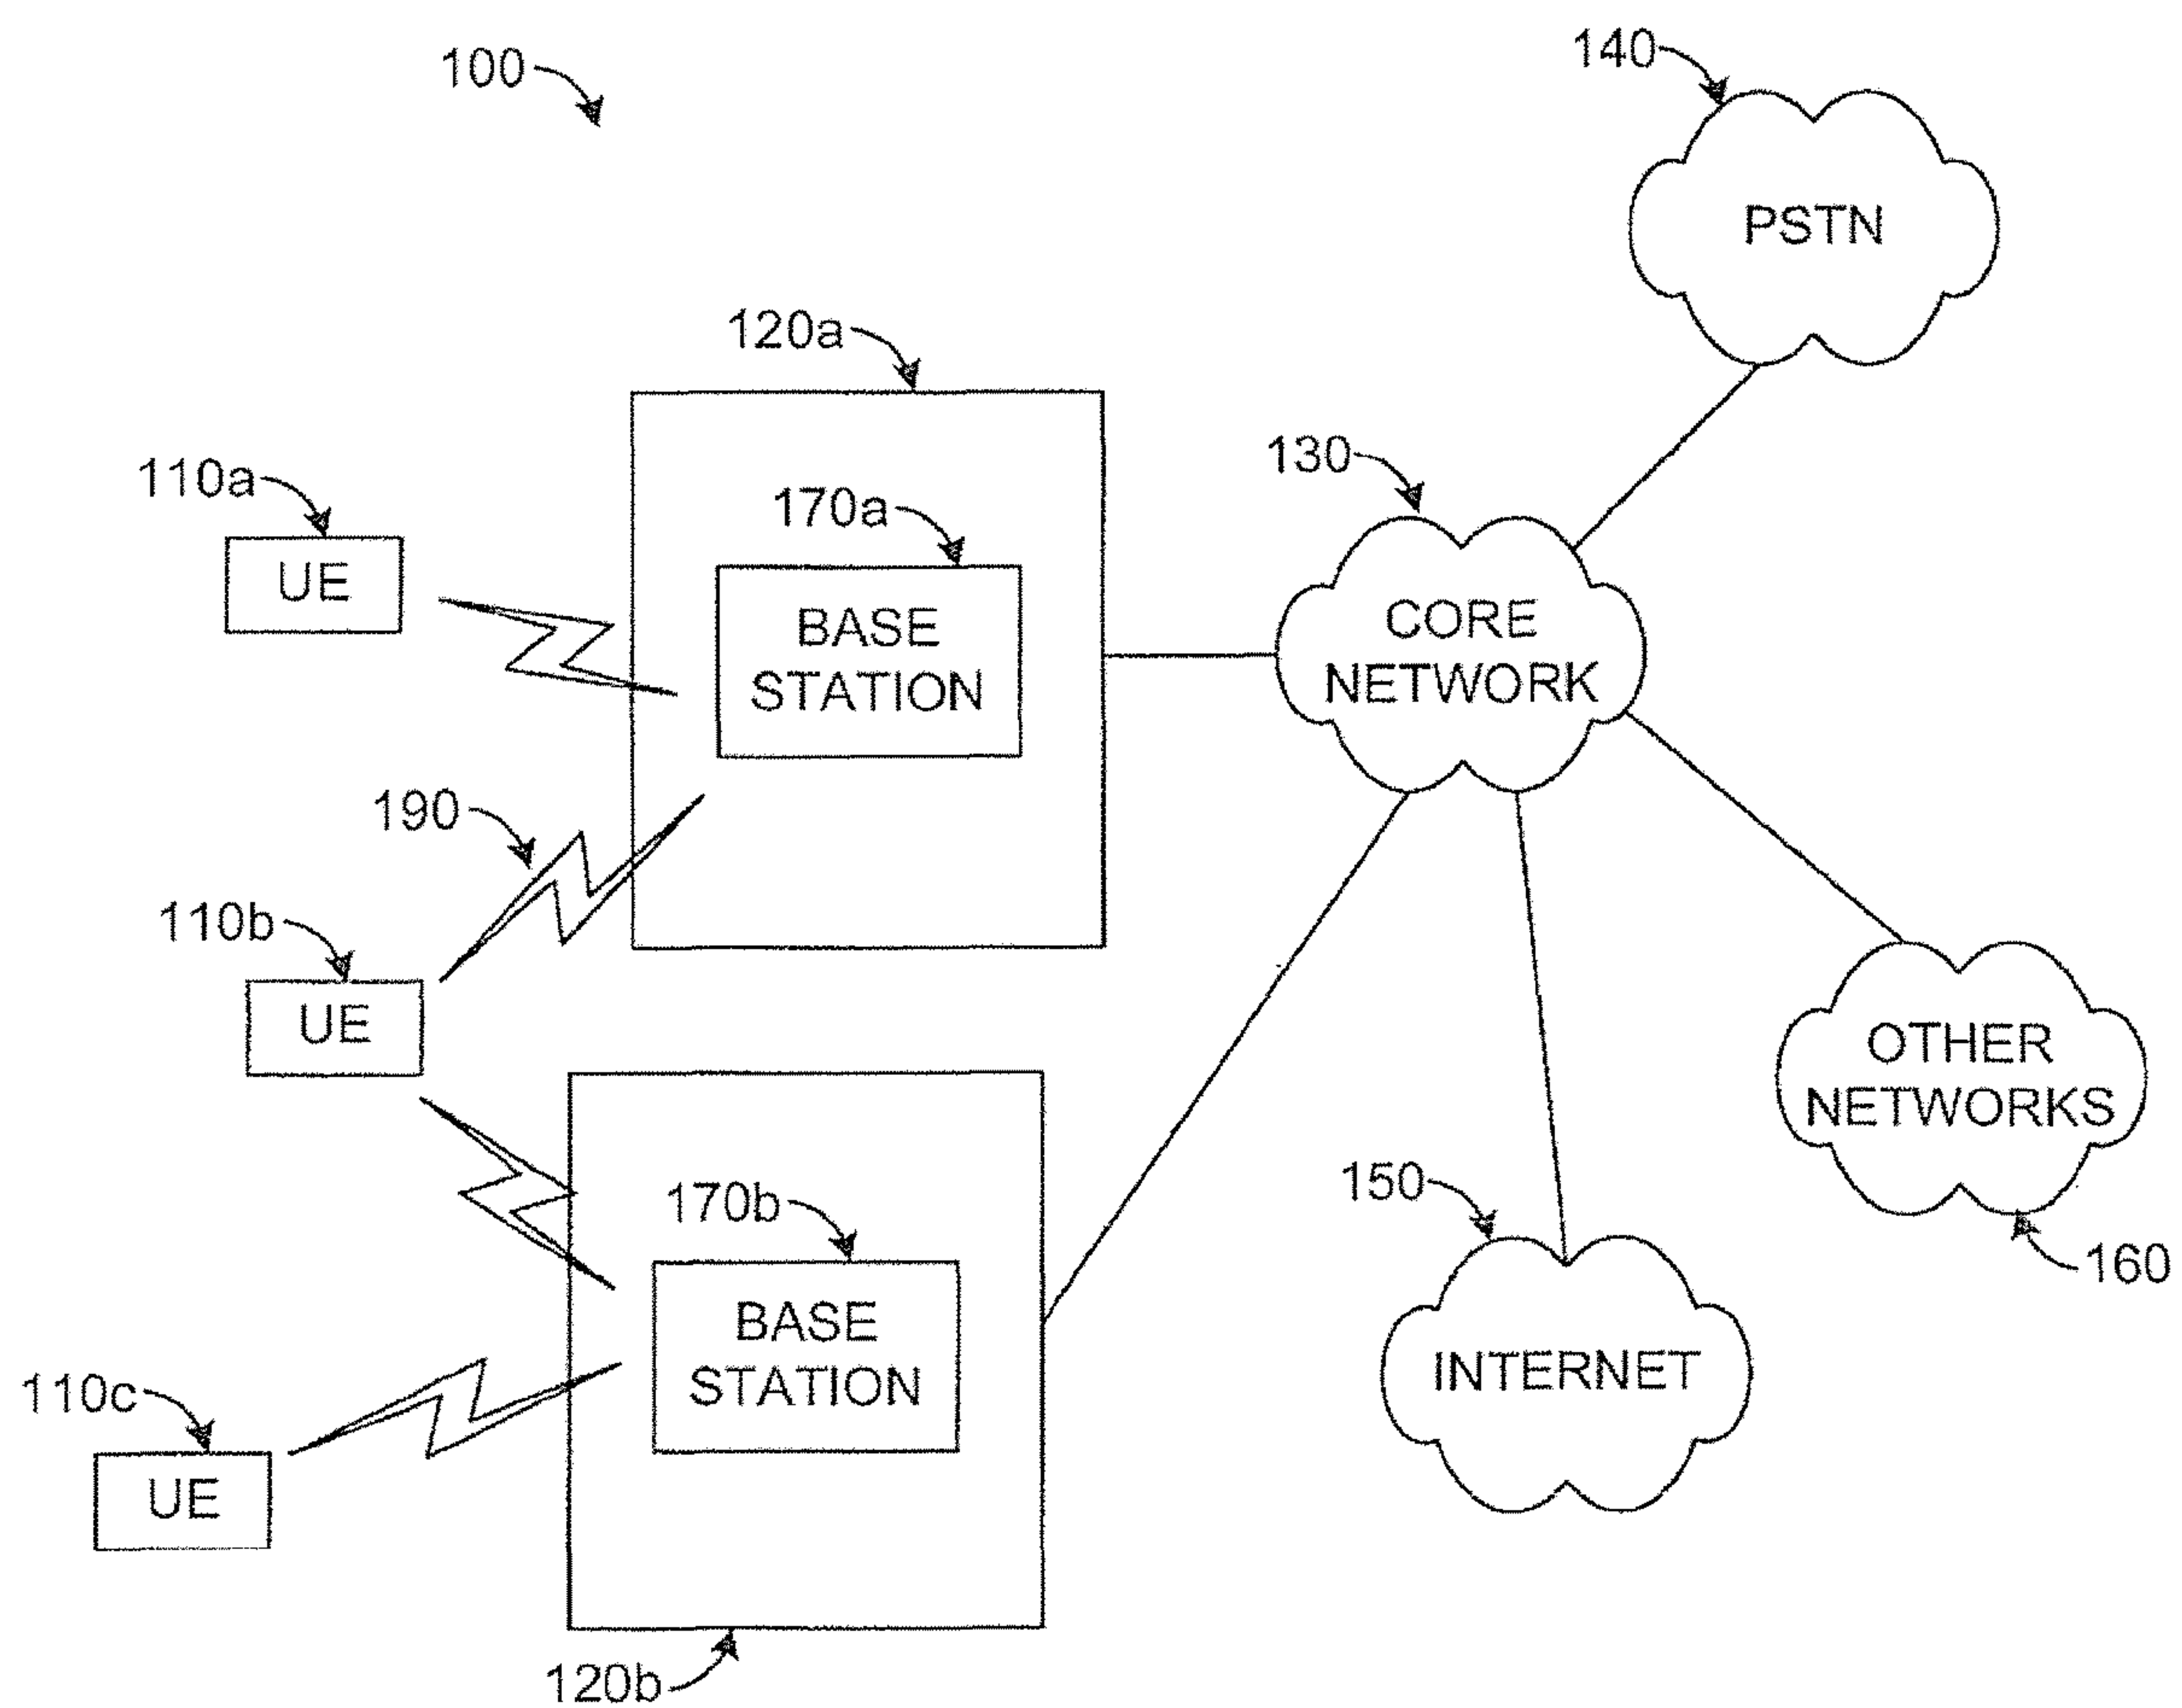 100
140
PSTN
120a
130
110a
170a
UE
BASE
STATION
CORE
NETWORK
190
110b
UE
OTHER
NETWORKS
170b
150
160
BASE
STATION
INTERNET
110c
UE
120b